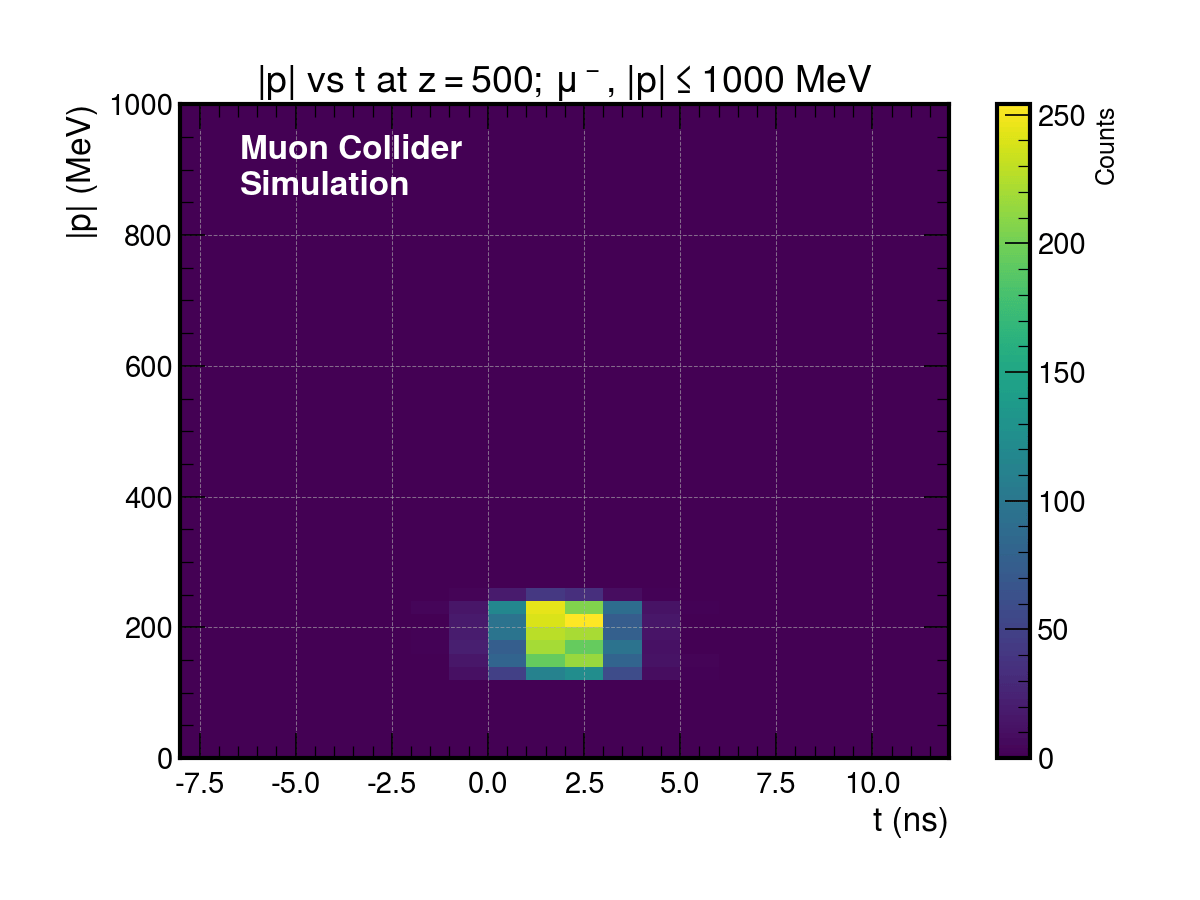 |p| vs t at z = 500; μ⁻, |p| ≤ 1000 MeV
Muon Collider
Simulation
|p| (MeV)
1000
800
600
400
200
0
-7.5 -5.0 -2.5 0.0 2.5 5.0 7.5 10.0
t (ns)
250
200
150
100
50
0
Counts